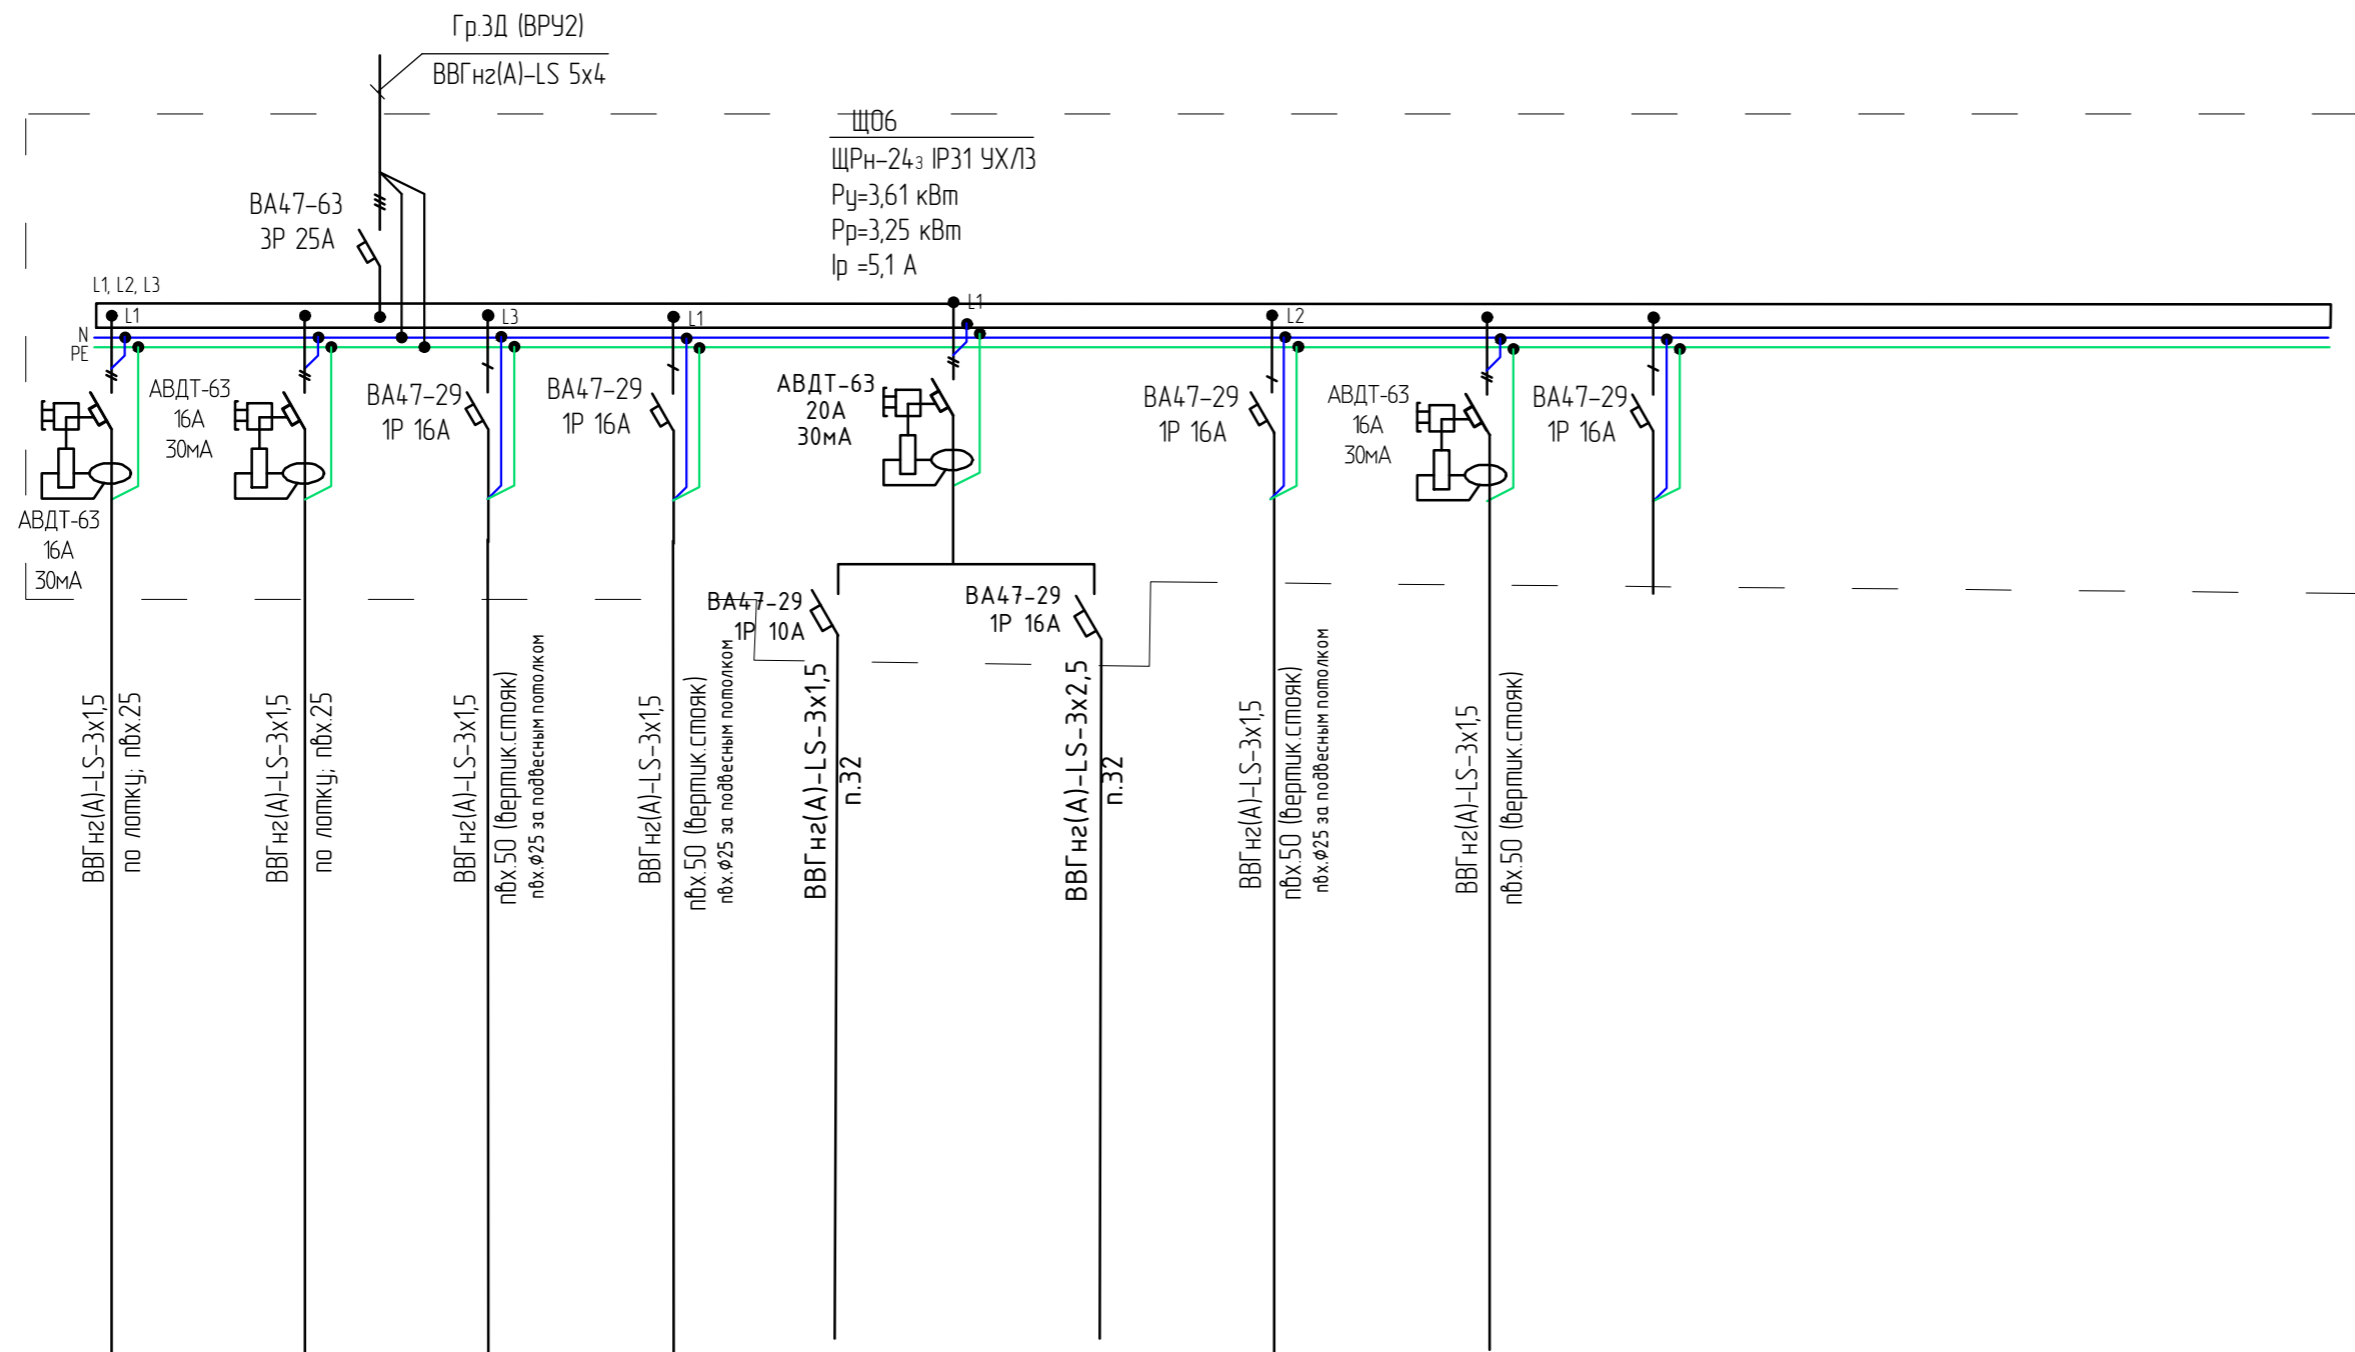 Гр.3Д (ВРУ2)
ВВГнг(А)-LS 5х4
ЩО6
ЩРн-24з IP31 УХЛ3
Ру=3,61 кВт
Рр=3,25 кВт
Iр =5,1 А
ВА47-63
3Р 25А
L1, L2, L3
L1
L3
L1
L1
L2
N
PE
АВДТ-63
16А
30мА
АВДТ-63
16А
30мА
ВА47-29
1Р 16А
ВА47-29
1Р 16А
АВДТ-63
20А
30мА
ВА47-29
1Р 16А
АВДТ-63
16А
30мА
ВА47-29
1Р 16А
ВА47-29
1Р 10А
ВА47-29
1Р 16А
ВВГнг(А)-LS-3х1,5
по лотку; пвх.25
ВВГнг(А)-LS-3х1,5
по лотку; пвх.25
ВВГнг(А)-LS-3х1,5
пвх.50 (вертик.стояк)
пвх.ф25 за подвесным потолком
ВВГнг(А)-LS-3х1,5
пвх.50 (вертик.стояк)
пвх.ф25 за подвесным потолком
ВВГнг(А)-LS-3х1,5
п.32
ВВГнг(А)-LS-3х2,5
п.32
ВВГнг(А)-LS-3х1,5
пвх.50 (вертик.стояк)
пвх.ф25 за подвесным потолком
ВВГнг(А)-LS-3х1,5
пвх.50 (вертик.стояк)